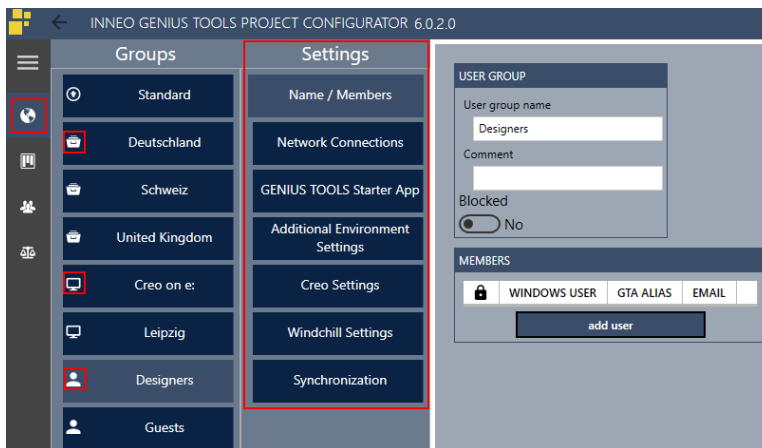 INNEO GENIUS TOOLS PROJECT CONFIGURATOR 6.0.2.0
Groups
Standard
Deutschland
Schweiz
United Kingdom
Creo on e:
Leipzig
Designers
Guests
Settings
Name / Members
Network Connections
GENIUS TOOLS Starter App
Additional Environment
Settings
Creo Settings
Windchill Settings
Synchronization
USER GROUP
User group name
Designers
Comment
Blocked
No
MEMBERS
WINDOWS USER GTA ALIAS EMAIL
add user